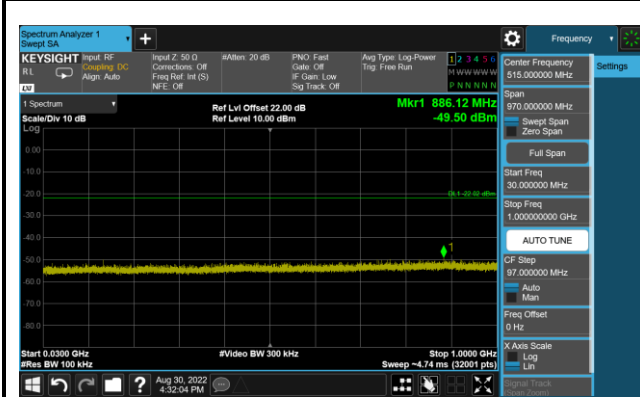 Spectrum Analyzer 1
Swept SA
Frequency
KEYSIGHT
RL
LXI
Input: RF
Coupling: DC
Align: Auto
Input Z: 50 Ω
Corrections: Off
Freq Ref: Int (S)
NFE: Off
#Atten: 20 dB
PNO: Fast
Gate: Off
IF Gain: Low
Sig Track: Off
Avg Type: Log-Power
Trig: Free Run
1 2 3 4 5 6
M W W W W W
P N N N N N
Center Frequency
515.000000 MHz
Settings
1 Spectrum
Scale/Div 10 dB
Log
Ref Lvl Offset 22.00 dB
Ref Level 10.00 dBm
Mkr1 886.12 MHz
-49.50 dBm
Span
970.000000 MHz
Swept Span
Zero Span
Full Span
Start Freq
30.000000 MHz
Stop Freq
1.000000000 GHz
AUTO TUNE
CF Step
97.000000 MHz
Auto
Man
Freq Offset
0 Hz
X Axis Scale
Log
Lin
Signal Track
(Span Zoom)
0.00
-10.0
-20.0
DL1 -22.92 dBm
-30.0
-40.0
1
-50.0
-60.0
-70.0
-80.0
Start 0.0300 GHz
#Res BW 100 kHz
#Video BW 300 kHz
Stop 1.0000 GHz
Sweep ~4.74 ms (32001 pts)
?
Aug 30, 2022
4:32:04 PM